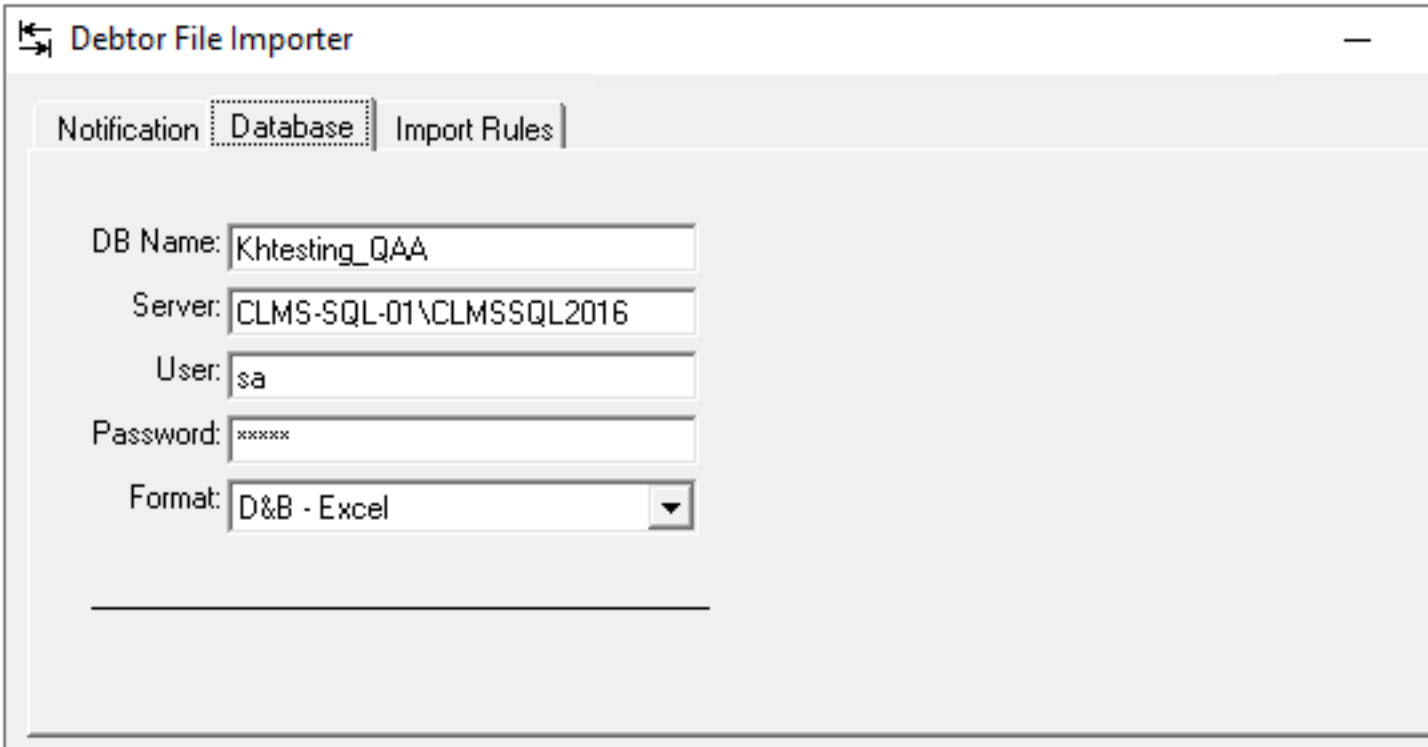 Debtor File Importer
Notification Database Import Rules
DB Name: Khtesting_QAA
Server: CLMS-SQL-01\CLMSSQL2016
User: sa
Password: *****
Format: D&B - Excel